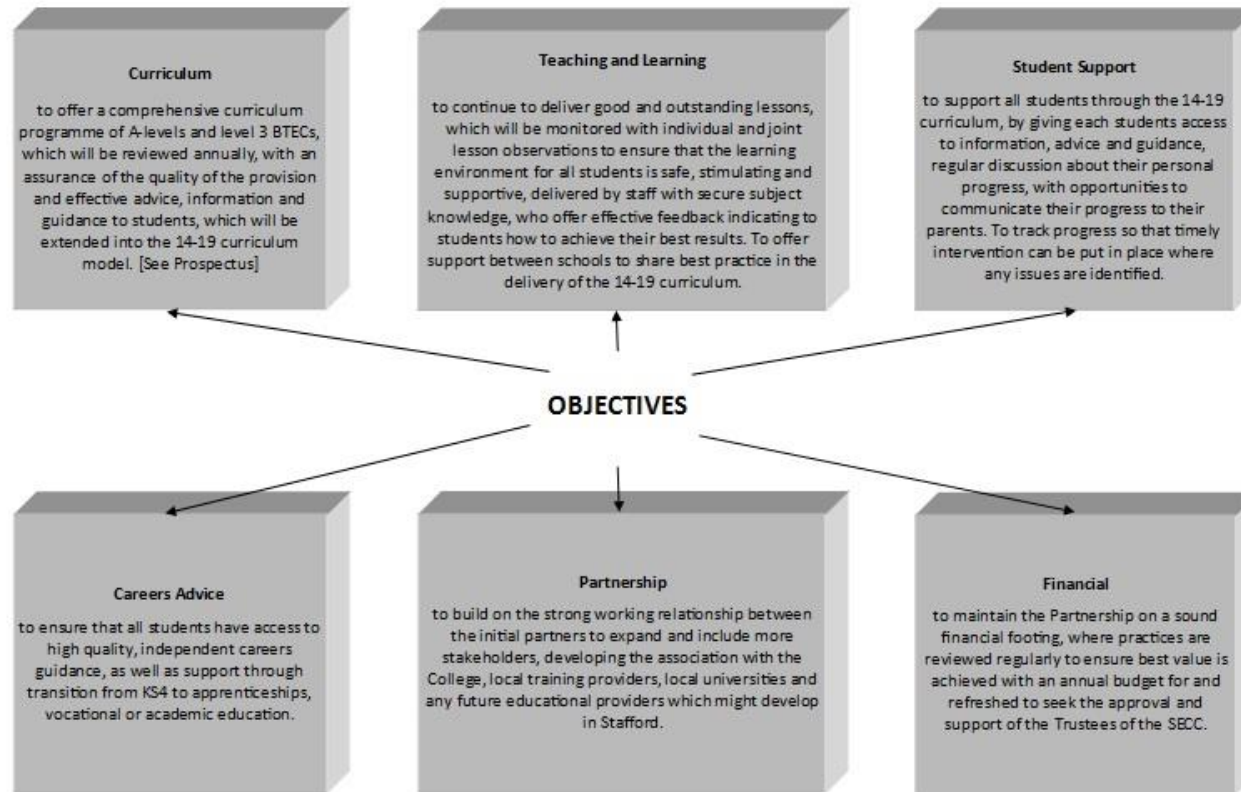 Curriculum
to offer a comprehensive curriculum
programme of A-levels and level 3 BTECs,
which will be reviewed annually, with an
assurance of the quality of the provision
and effective advice, information and
guidance to students, which will be
extended into the 14-19 curriculum
model. [See Prospectus]
Teaching and Learning
to continue to deliver good and outstanding lessons,
which will be monitored with individual and joint
lesson observations to ensure that the learning
environment for all students is safe, stimulating and
supportive, delivered by staff with secure subject
knowledge, who offer effective feedback indicating to
students how to achieve their best results. To offer
support between schools to share best practice in the
delivery of the 14-19 curriculum.
Student Support
to support all students through the 14-19
curriculum, by giving each students access
to information, advice and guidance,
regular discussion about their personal
progress, with opportunities to
communicate their progress to their
parents. To track progress so that timely
intervention can be put in place where
any issues are identified.
OBJECTIVES
Careers Advice
to ensure that all students have access to
high quality, independent careers
guidance, as well as support through
transition from KS4 to apprenticeships,
vocational or academic education.
Partnership
to build on the strong working relationship between
the initial partners to expand and include more
stakeholders, developing the association with the
College, local training providers, local universities and
any future educational providers which might develop
in Stafford.
Financial
to maintain the Partnership on a sound
financial footing, where practices are
reviewed regularly to ensure best value is
achieved with an annual budget for and
refreshed to seek the approval and
support of the Trustees of the SECC.